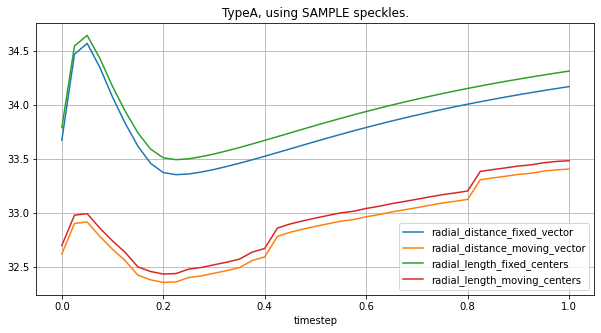 TypeA, using SAMPLE speckles.
34.5
34.0
33.5
33.0
32.5
radial_distance_fixed_vector
radial_distance_moving_vector
radial_length_fixed_centers
radial_length_moving_centers
0.0 0.2 0.4 0.6 0.8 1.0
timestep